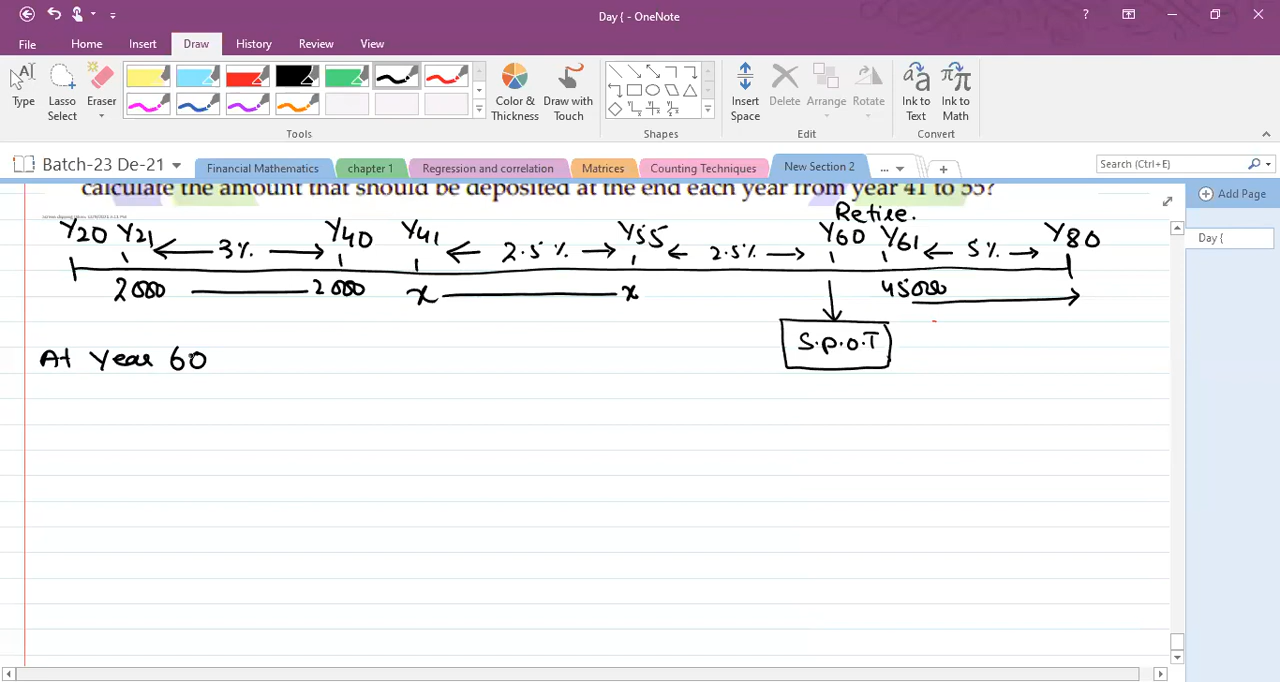 Day { - OneNote
?
File Home Insert Draw History Review View
Type
Lasso Select
Eraser
Color & Thickness
Draw with Touch
Insert Space
Delete
Arrange
Rotate
Ink to Text
Ink to Math
Tools
Shapes
Edit
Convert
Batch-23 De-21
Financial Mathematics
chapter 1
Regression and correlation
Matrices
Counting Techniques
New Section 2
...
Search (Ctrl+E)
Add Page
Day {
calculate the amount that should be deposited at the end each year from year 41 to 55?
Retire.
Y20 Y21 3% Y40 Y41 2.5% Y55 2.5% Y60 Y61 5% Y80
2000 2000 x x 45000
S.P.O.T
At Year 60